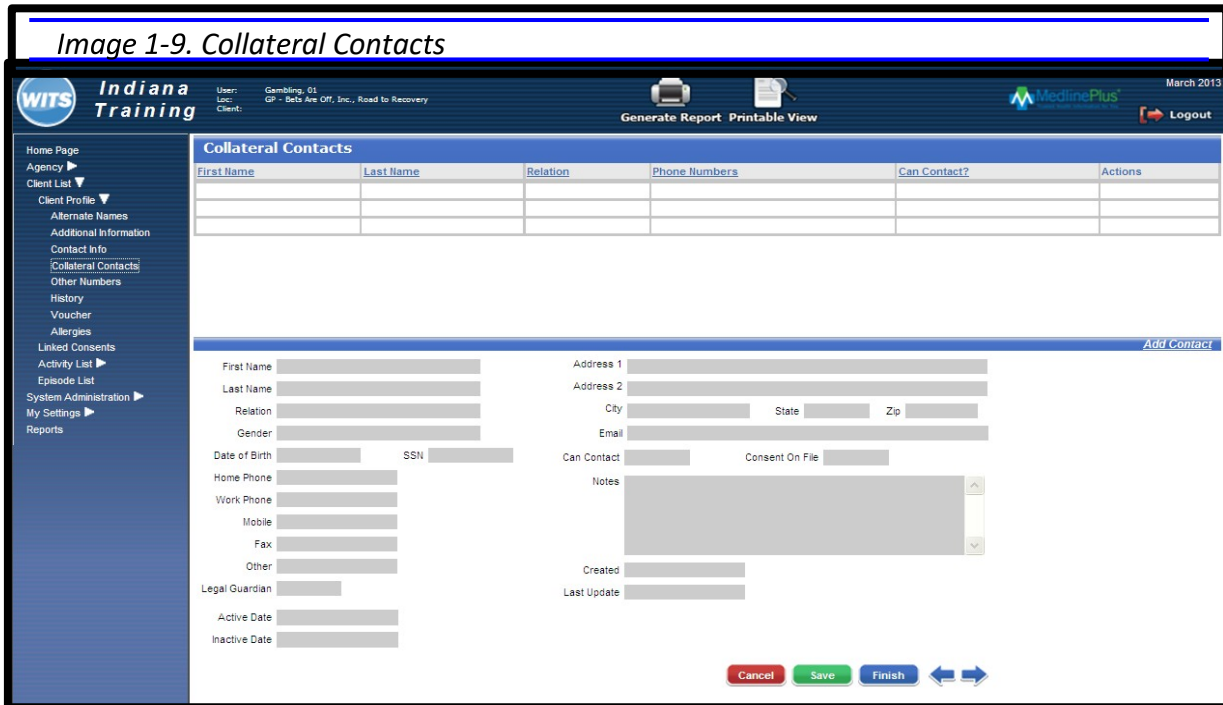 Image 1-9. Collateral Contacts
WITS
Indiana
Training
User: Gambling, 01
Loc: GP - Bets Are Off, Inc., Road to Recovery
Client:
Generate Report Printable View
MedlinePlus
March 2013
Logout
Home Page
Agency
Client List
Client Profile
Alternate Names
Additional Information
Contact Info
Collateral Contacts
Other Numbers
History
Voucher
Allergies
Linked Consents
Activity List
Episode List
System Administration
My Settings
Reports
Collateral Contacts
First Name Last Name Relation Phone Numbers Can Contact? Actions
Add Contact
First Name
Last Name
Relation
Gender
Date of Birth SSN
Home Phone
Work Phone
Mobile
Fax
Other
Legal Guardian
Active Date
Inactive Date
Address 1
Address 2
City State Zip
Email
Can Contact Consent On File
Notes
Created
Last Update
Cancel Save Finish